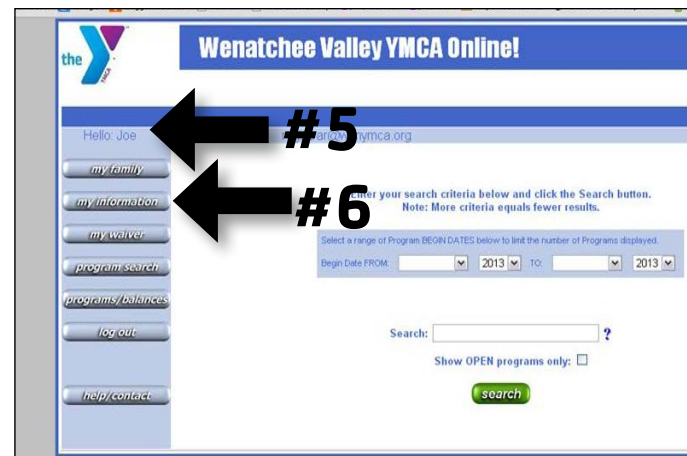 the Y
YMCA
Wenatchee Valley YMCA Online!
Hello: Joe
#5
ymca.org
my family
my information
#6
Enter your search criteria below and click the Search button.
Note: More criteria equals fewer results.
my waiver
Select a range of Program BEGIN DATES below to limit the number of Programs displayed.
program search
Begin Date FROM: 2013 TO: 2013
programs/balances
log out
Search: ?
Show OPEN programs only:
search
help/contact